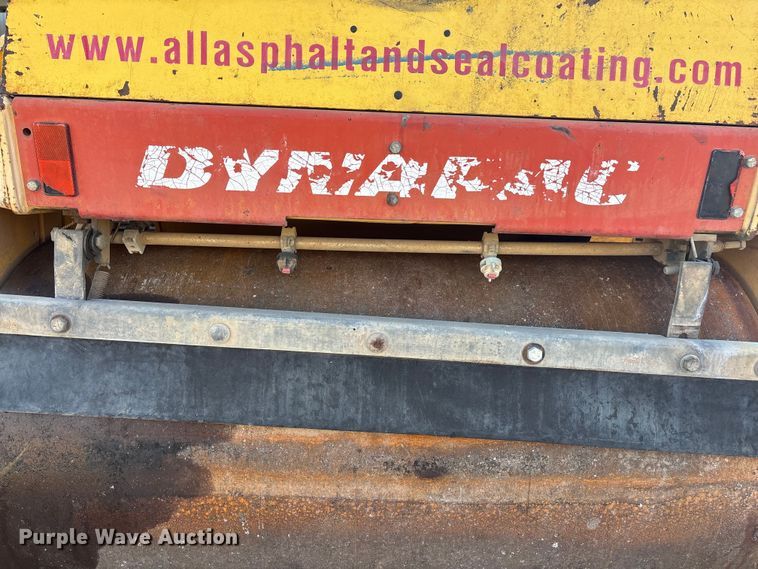 www.allasphaltandsealcoating.com
DYNAPAC
Purple Wave Auction